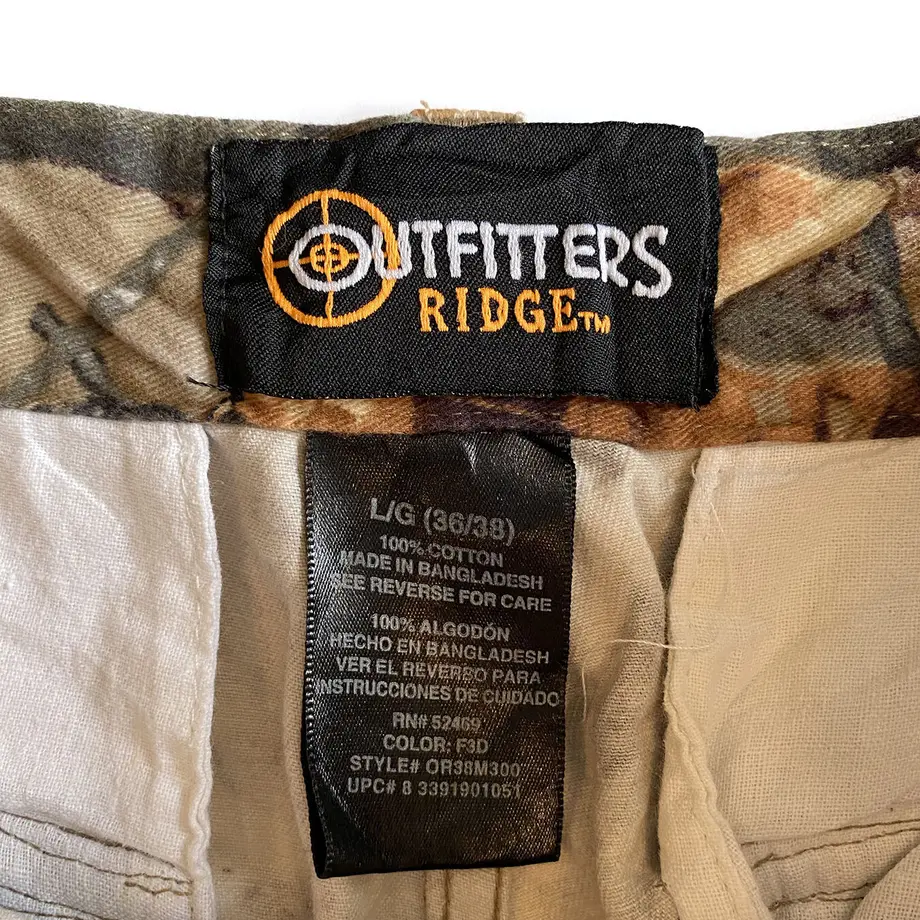 OUTFITTERS
RIDGE™
L/G (36/38)
100% COTTON
MADE IN BANGLADESH
SEE REVERSE FOR CARE
100% ALGODÓN
HECHO EN BANGLADESH
VER EL REVERSO PARA
INSTRUCCIONES DE CUIDADO
RN# 52469
COLOR: F3D
STYLE# OR38M300
UPC# 8 3391901051